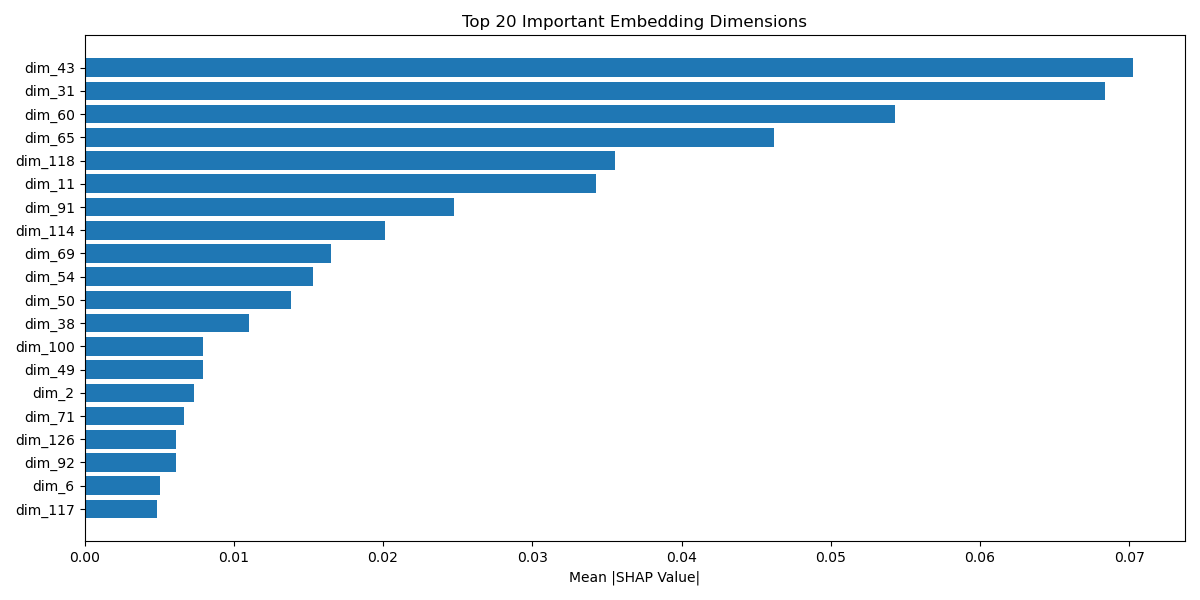 Top 20 Important Embedding Dimensions
dim_43
dim_31
dim_60
dim_65
dim_118
dim_11
dim_91
dim_114
dim_69
dim_54
dim_50
dim_38
dim_100
dim_49
dim_2
dim_71
dim_126
dim_92
dim_6
dim_117
0.00 0.01 0.02 0.03 0.04 0.05 0.06 0.07
Mean |SHAP Value|